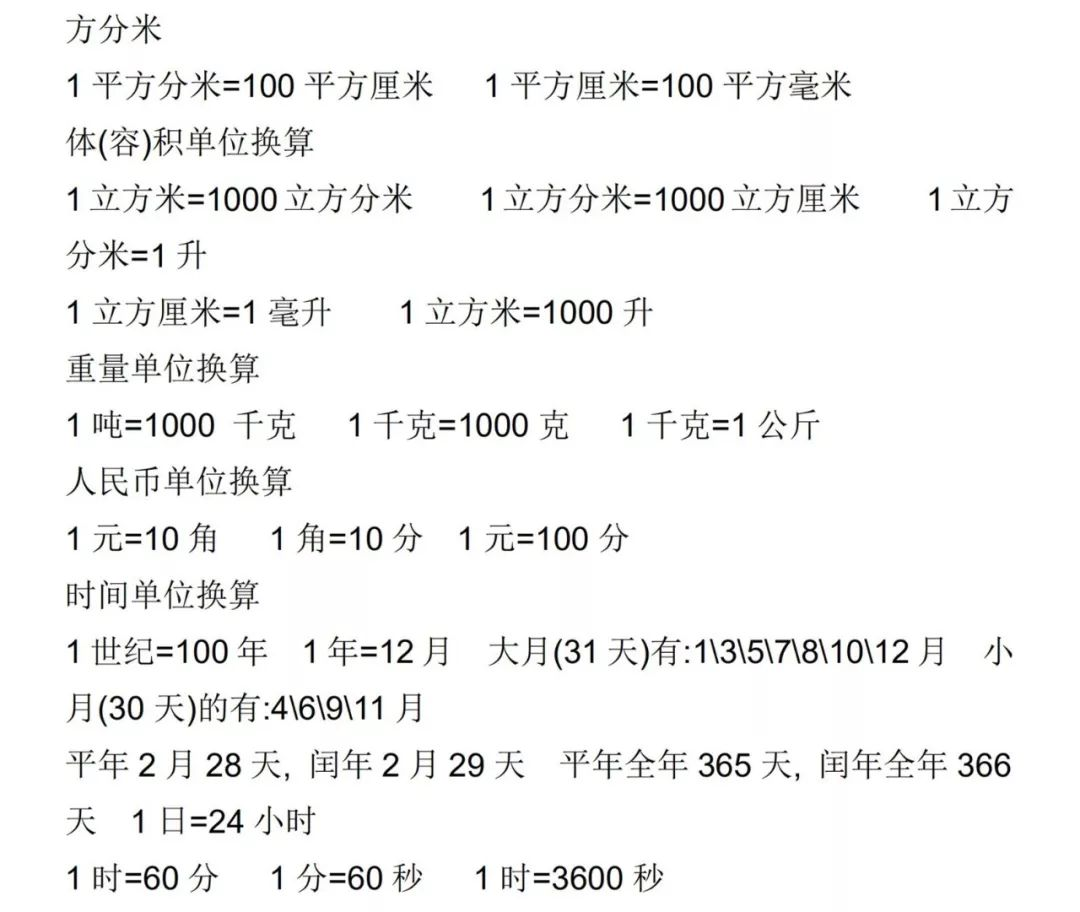 方分米
1 平方分米=100 平方厘米 1 平方厘米=100 平方毫米
体(容)积单位换算
1 立方米=1000 立方分米 1 立方分米=1000 立方厘米 1 立方
分米=1 升
1 立方厘米=1 毫升 1 立方米=1000 升
重量单位换算
1 吨=1000 千克 1 千克=1000 克 1 千克=1 公斤
人民币单位换算
1 元=10 角 1 角=10 分 1 元=100 分
时间单位换算
1 世纪=100 年 1 年=12 月 大月(31 天)有:1\3\5\7\8\10\12 月 小
月(30 天)的有:4\6\9\11 月
平年 2 月 28 天, 闰年 2 月 29 天 平年全年 365 天, 闰年全年 366
天 1 日=24 小时
1 时=60 分 1 分=60 秒 1 时=3600 秒